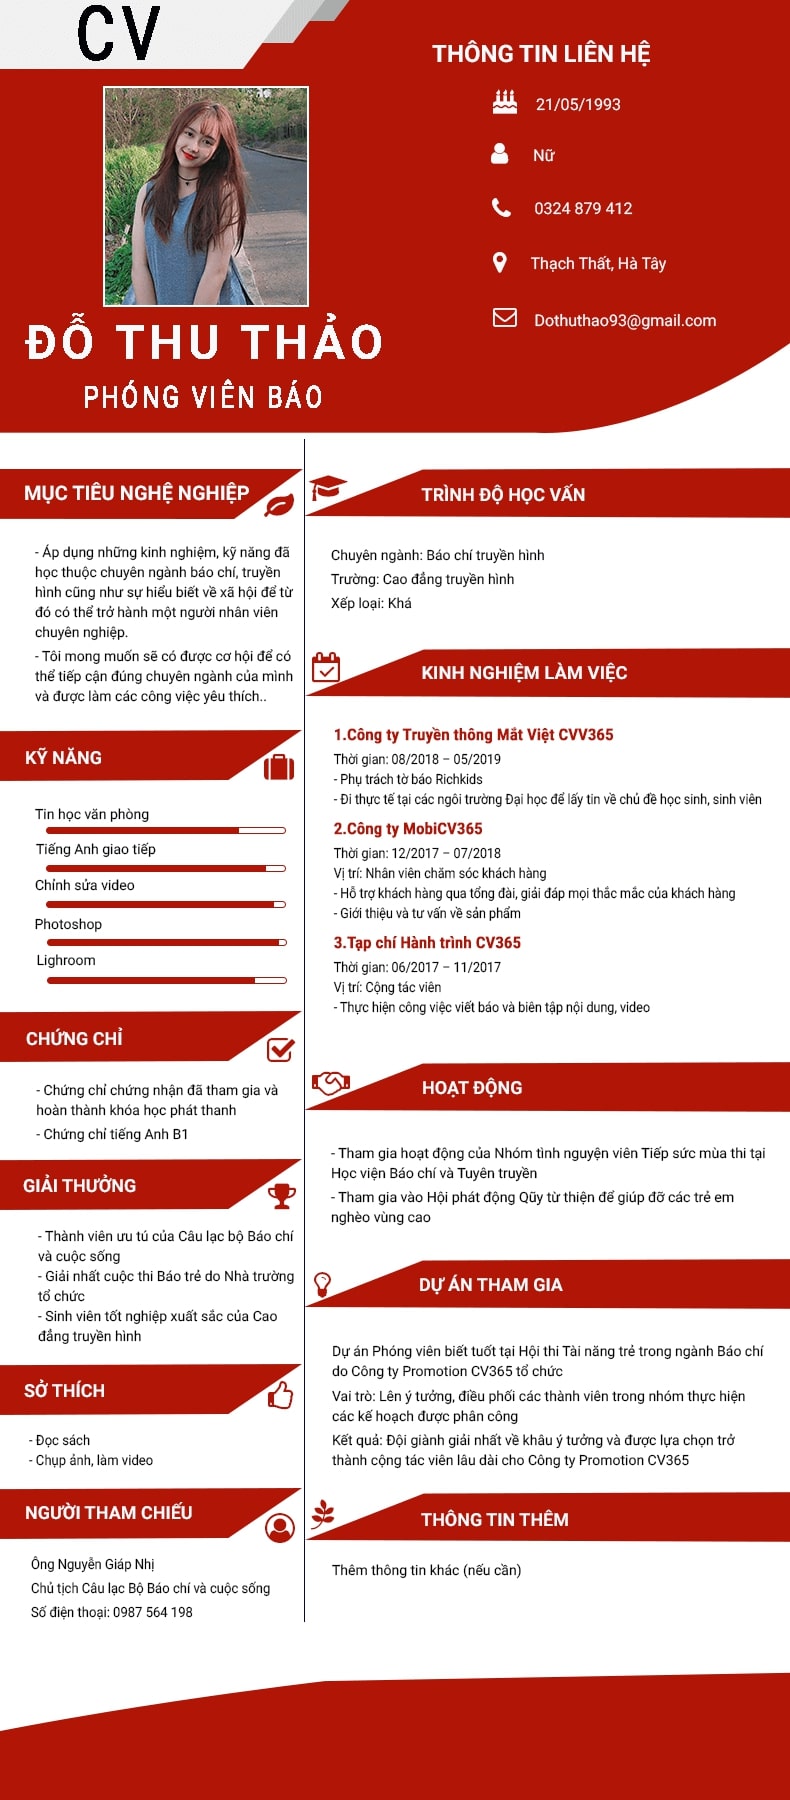 CV
THÔNG TIN LIÊN HỆ
21/05/1993
Nữ
0324 879 412
Thạch Thất, Hà Tây
Dothuthao93@gmail.com
ĐỖ THU THẢO
PHÓNG VIÊN BÁO
MỤC TIÊU NGHỆ NGHIỆP
- Áp dụng những kinh nghiệm, kỹ năng đã
học thuộc chuyên ngành báo chí, truyền
hình cũng như sự hiểu biết về xã hội để từ
đó có thể trở hành một người nhân viên
chuyên nghiệp.
- Tôi mong muốn sẽ có được cơ hội để có
thể tiếp cận đúng chuyên ngành của mình
và được làm các công việc yêu thích..
KỸ NĂNG
Tin học văn phòng
Tiếng Anh giao tiếp
Chỉnh sửa video
Photoshop
Lighroom
CHỨNG CHỈ
- Chứng chỉ chứng nhận đã tham gia và
hoàn thành khóa học phát thanh
- Chứng chỉ tiếng Anh B1
GIẢI THƯỞNG
- Thành viên ưu tú của Câu lạc bộ Báo chí
và cuộc sống
- Giải nhất cuộc thi Báo trẻ do Nhà trường
tổ chức
- Sinh viên tốt nghiệp xuất sắc của Cao
đẳng truyền hình
SỞ THÍCH
- Đọc sách
- Chụp ảnh, làm video
NGƯỜI THAM CHIẾU
Ông Nguyễn Giáp Nhị
Chủ tịch Câu lạc Bộ Báo chí và cuộc sống
Số điện thoại: 0987 564 198
TRÌNH ĐỘ HỌC VẤN
Chuyên ngành: Báo chí truyền hình
Trường: Cao đẳng truyền hình
Xếp loại: Khá
KINH NGHIỆM LÀM VIỆC
1.Công ty Truyền thông Mắt Việt CVV365
Thời gian: 08/2018 – 05/2019
- Phụ trách tờ báo Richkids
- Đi thực tế tại các ngôi trường Đại học để lấy tin về chủ đề học sinh, sinh viên
2.Công ty MobiCV365
Thời gian: 12/2017 – 07/2018
Vị trí: Nhân viên chăm sóc khách hàng
- Hỗ trợ khách hàng qua tổng đài, giải đáp mọi thắc mắc của khách hàng
- Giới thiệu và tư vấn về sản phẩm
3.Tạp chí Hành trình CV365
Thời gian: 06/2017 – 11/2017
Vị trí: Cộng tác viên
- Thực hiện công việc viết báo và biên tập nội dung, video
HOẠT ĐỘNG
- Tham gia hoạt động của Nhóm tình nguyện viên Tiếp sức mùa thi tại
Học viện Báo chí và Tuyên truyền
- Tham gia vào Hội phát động Qũy từ thiện để giúp đỡ các trẻ em
nghèo vùng cao
DỰ ÁN THAM GIA
Dự án Phóng viên biết tuốt tại Hội thi Tài năng trẻ trong ngành Báo chí
do Công ty Promotion CV365 tổ chức
Vai trò: Lên ý tưởng, điều phối các thành viên trong nhóm thực hiện
các kế hoạch được phân công
Kết quả: Đội giành giải nhất về khâu ý tưởng và được lựa chọn trở
thành cộng tác viên lâu dài cho Công ty Promotion CV365
THÔNG TIN THÊM
Thêm thông tin khác (nếu cần)